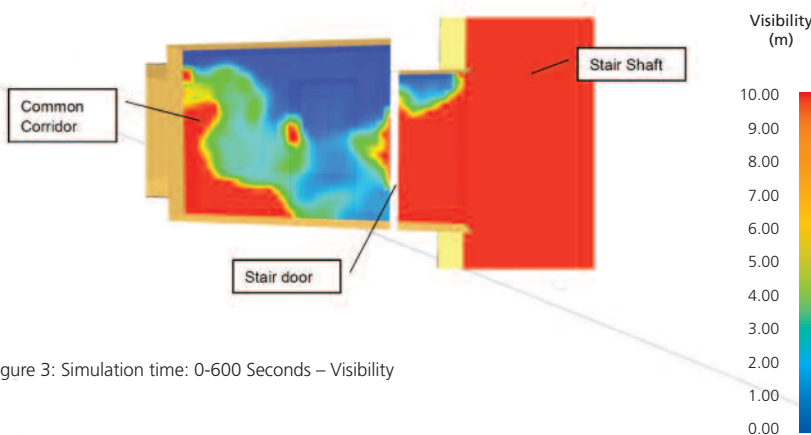 Visibility
(m)
Stair Shaft
Common
Corridor
10.00
9.00
8.00
7.00
6.00
5.00
4.00
3.00
2.00
1.00
0.00
Stair door
gure 3: Simulation time: 0-600 Seconds – Visibility